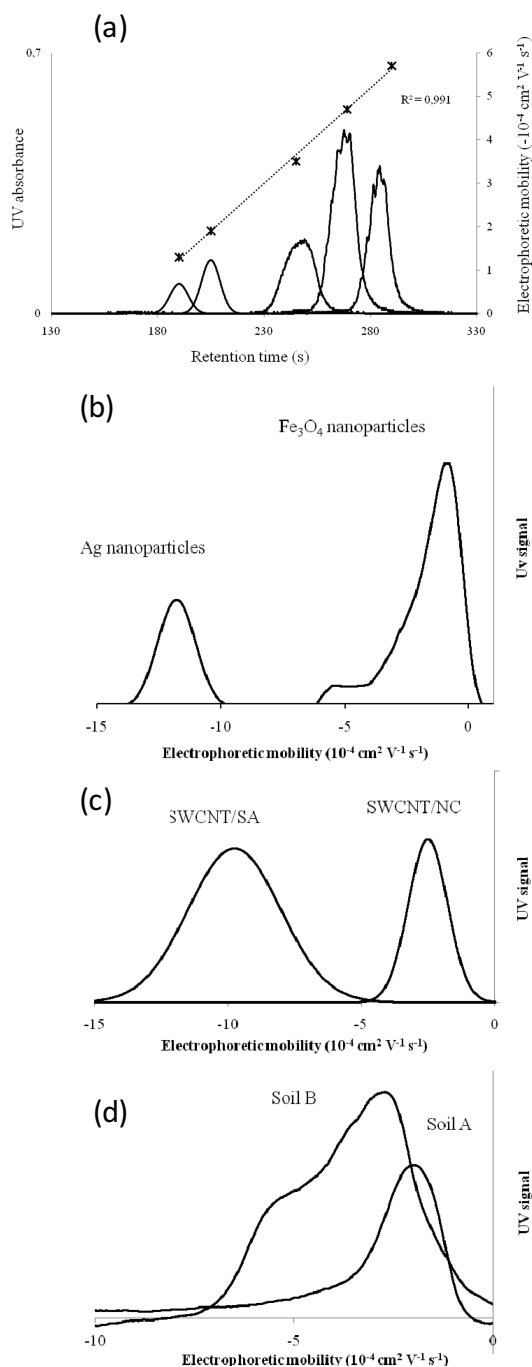 (a)
0,7
UV absorbance
0
130
180
230
280
330
Retention time (s)
R² = 0,991
6
5
4
3
2
1
0
Electrophoretic mobility (-10⁻⁴ cm² V⁻¹ s⁻¹)
(b)
Fe₃O₄ nanoparticles
Ag nanoparticles
Uv signal
-15
-10
-5
0
Electrophoretic mobility (10⁻⁴ cm² V⁻¹ s⁻¹)
(c)
SWCNT/SA
SWCNT/NC
UV signal
-15
-10
-5
0
Electrophoretic mobility (10⁻⁴ cm² V⁻¹ s⁻¹)
(d)
Soil B
Soil A
UV signal
-10
-5
0
Electrophoretic mobility (10⁻⁴ cm² V⁻¹ s⁻¹)